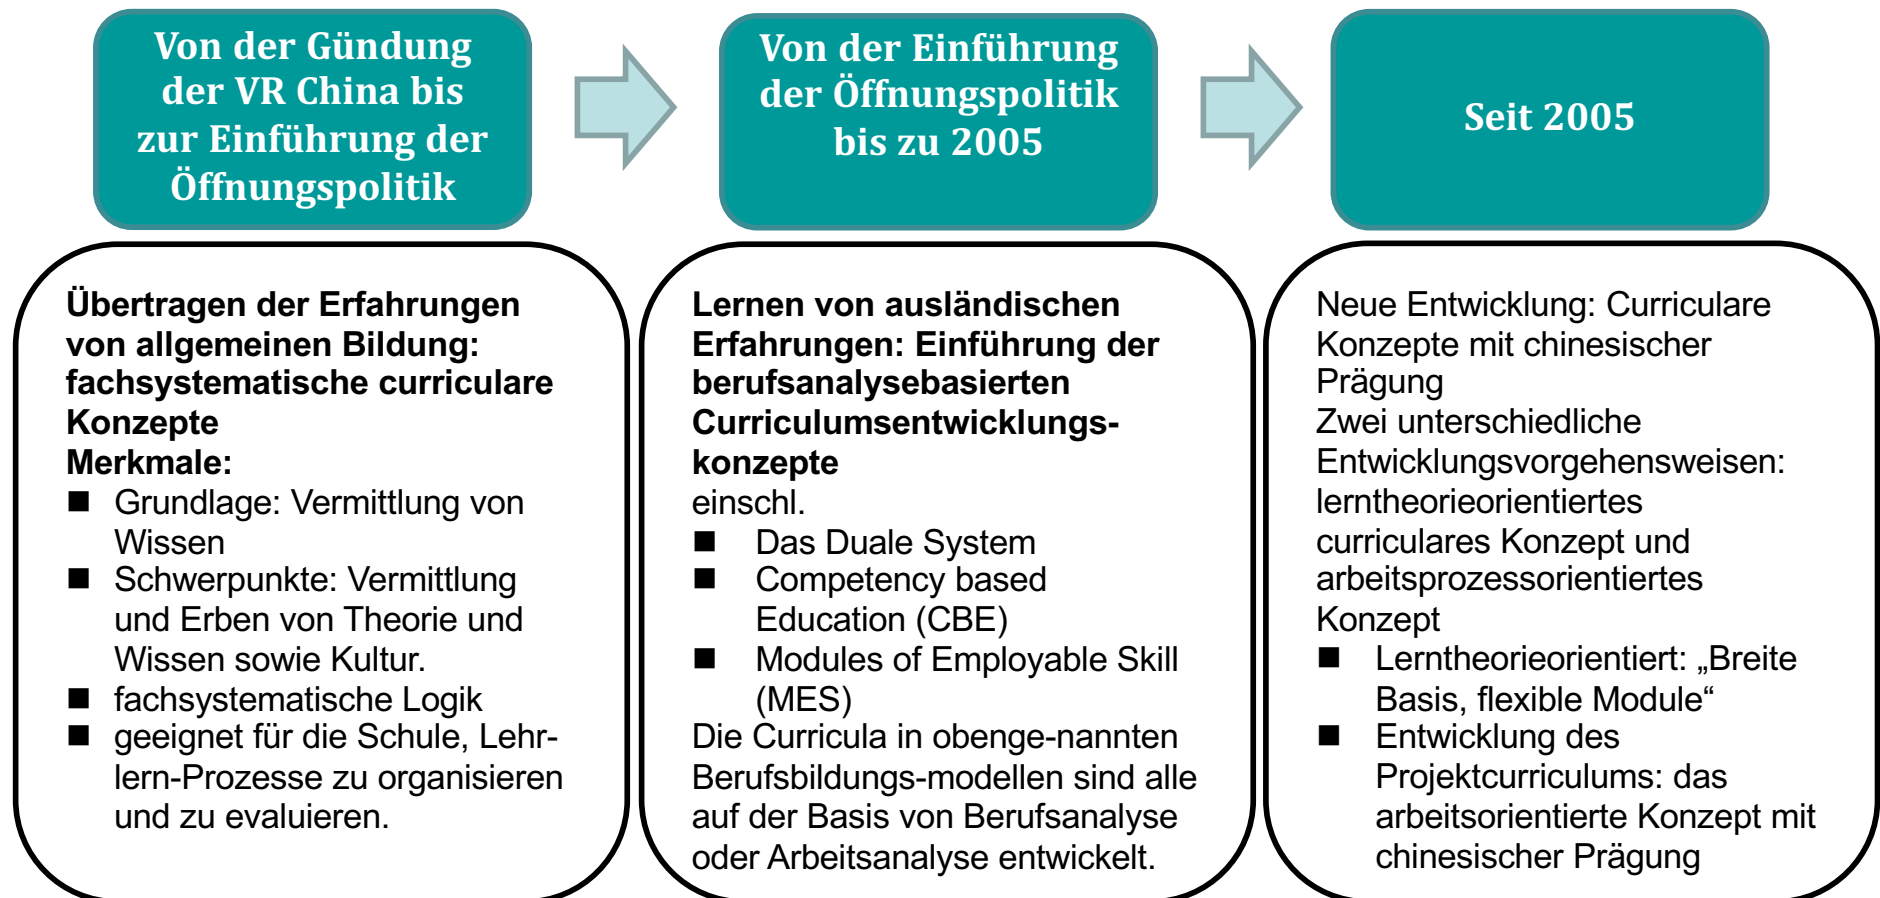 Von der Gündung
der VR China bis
zur Einführung der
Öffnungspolitik
Von der Einführung
der Öffnungspolitik
bis zu 2005
Seit 2005
Übertragen der Erfahrungen
von allgemeinen Bildung:
fachsystematische curriculare
Konzepte
Merkmale:
■ Grundlage: Vermittlung von
Wissen
■ Schwerpunkte: Vermittlung
und Erben von Theorie und
Wissen sowie Kultur.
■ fachsystematische Logik
■ geeignet für die Schule, Lehr-
lern-Prozesse zu organisieren
und zu evaluieren.
Lernen von ausländischen
Erfahrungen: Einführung der
berufsanalysebasierten
Curriculumsentwicklungs-
konzepte
einschl.
■ Das Duale System
■ Competency based
Education (CBE)
■ Modules of Employable Skill
(MES)
Die Curricula in obenge-nannten
Berufsbildungs-modellen sind alle
auf der Basis von Berufsanalyse
oder Arbeitsanalyse entwickelt.
Neue Entwicklung: Curriculare
Konzepte mit chinesischer
Prägung
Zwei unterschiedliche
Entwicklungsvorgehensweisen:
lerntheorieorientiertes
curriculares Konzept und
arbeitsprozessorientiertes
Konzept
■ Lerntheorieorientiert: „Breite
Basis, flexible Module“
■ Entwicklung des
Projektcurriculums: das
arbeitsorientierte Konzept mit
chinesischer Prägung